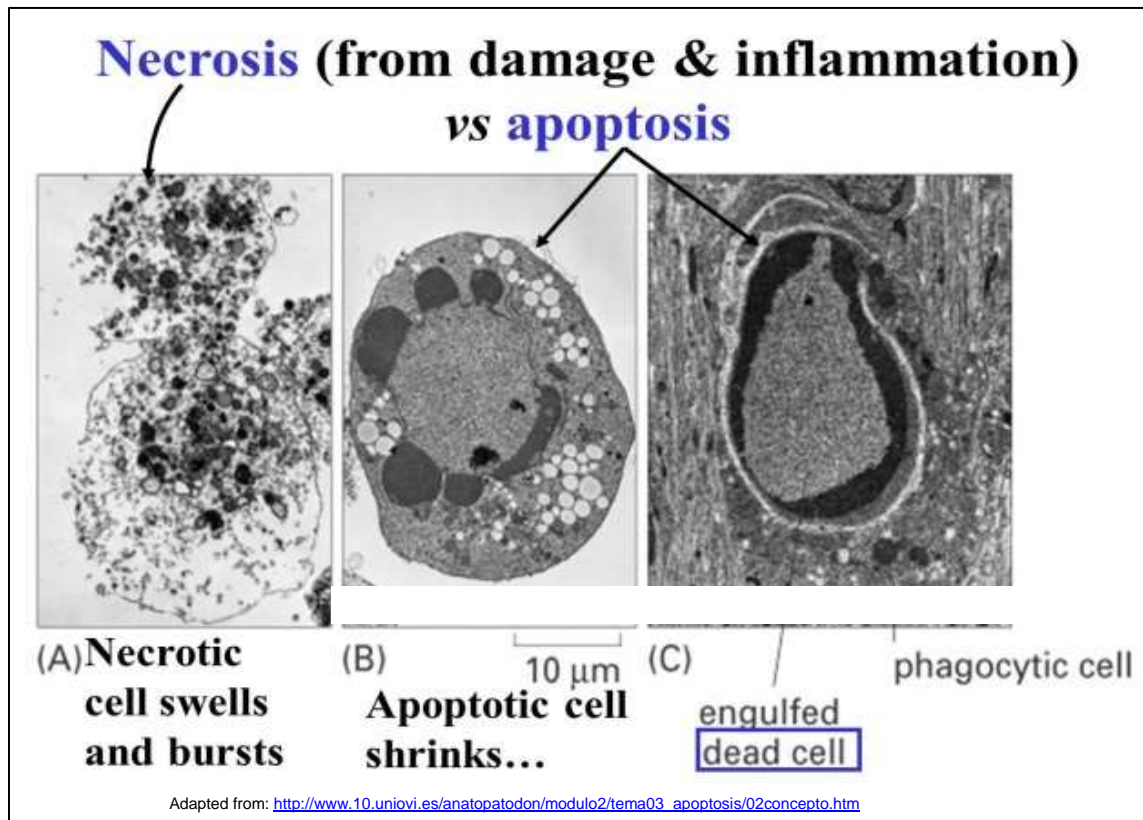 Necrosis (from damage & inflammation)
vs apoptosis
(A) Necrotic
cell swells
and bursts
(B)
10 μm
Apoptotic cell
shrinks…
(C)
phagocytic cell
engulfed
dead cell
Adapted from: http://www.10.uniovi.es/anatopatodon/modulo2/tema03_apoptosis/02concepto.htm